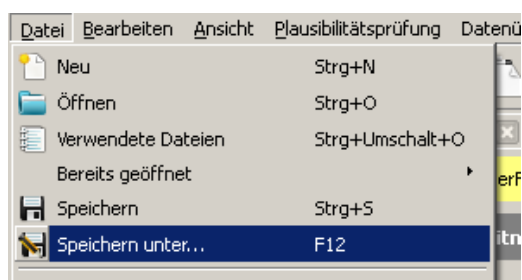 Datei Bearbeiten Ansicht Plausibilitätsprüfung Datenü
Neu Strg+N
Öffnen Strg+O
Verwendete Dateien Strg+Umschalt+O
Bereits geöffnet
Speichern Strg+S
Speichern unter... F12